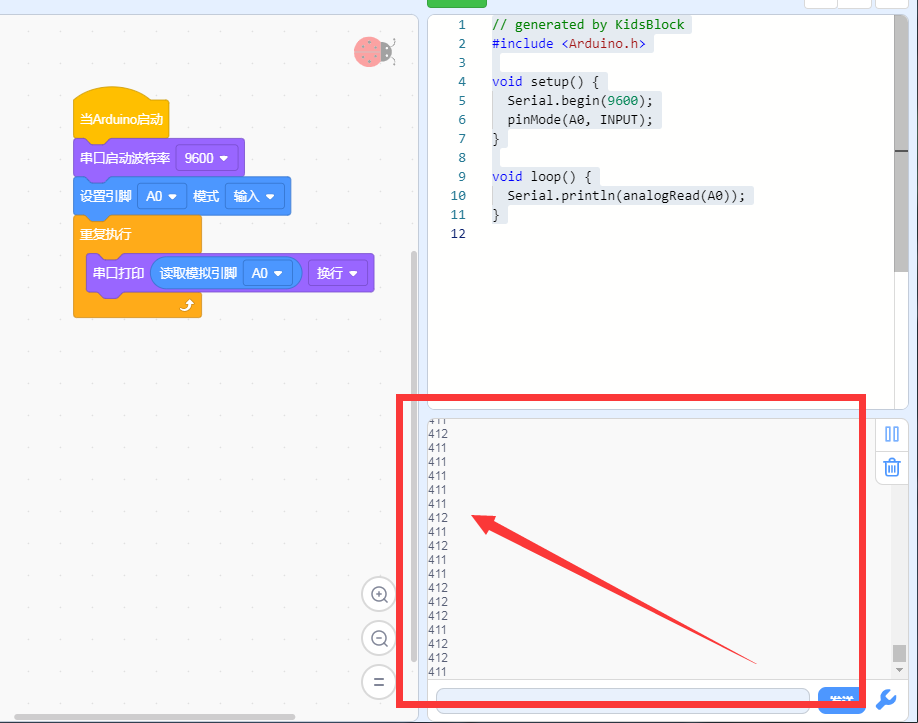 当Arduino启动
串口启动波特率 9600
设置引脚 A0 模式 输入
重复执行
串口打印 读取模拟引脚 A0 换行
1 // generated by KidsBlock
2 #include <Arduino.h>
3
4 void setup() {
5 Serial.begin(9600);
6 pinMode(A0, INPUT);
7 }
8
9 void loop() {
10 Serial.println(analogRead(A0));
11 }
12
411
412
411
411
411
411
411
412
411
412
411
411
412
412
412
411
412
412
411
发送